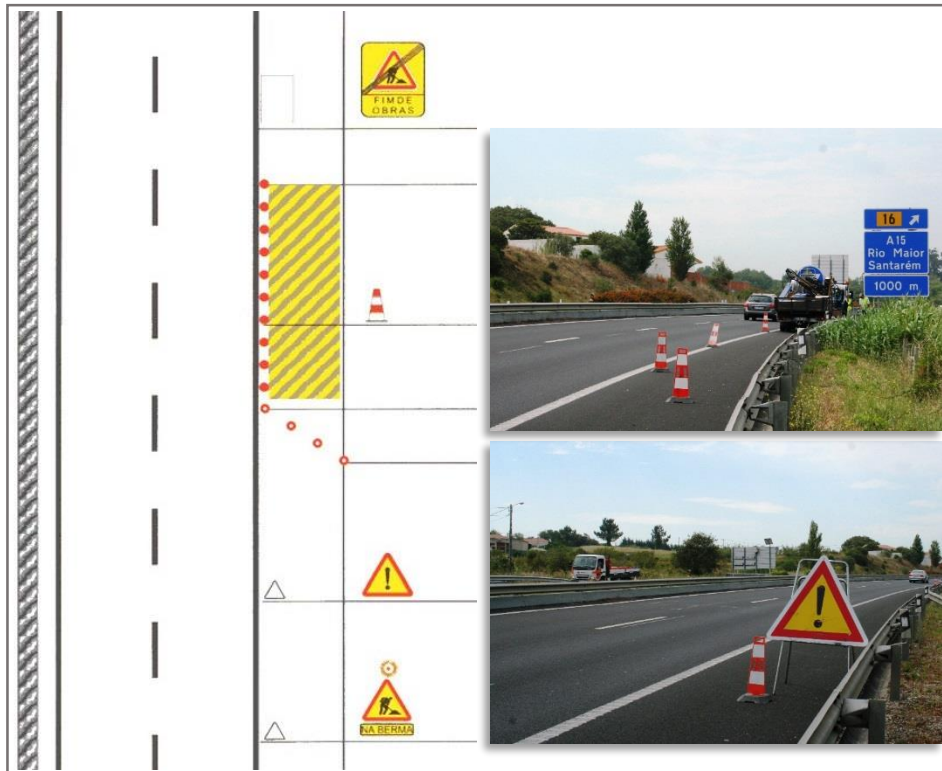 FIM DE
OBRAS
16
A15
Rio Maior
Santarém
1000 m
NA BERMA